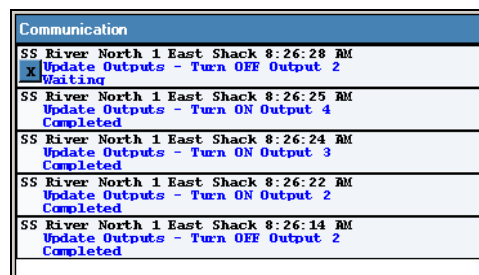 Communication
SS River North 1 East Shack 8:26:28 AM
X Update Outputs - Turn OFF Output 2
Waiting
SS River North 1 East Shack 8:26:25 AM
Update Outputs - Turn ON Output 4
Completed
SS River North 1 East Shack 8:26:24 AM
Update Outputs - Turn ON Output 3
Completed
SS River North 1 East Shack 8:26:22 AM
Update Outputs - Turn ON Output 2
Completed
SS River North 1 East Shack 8:26:14 AM
Update Outputs - Turn OFF Output 2
Completed